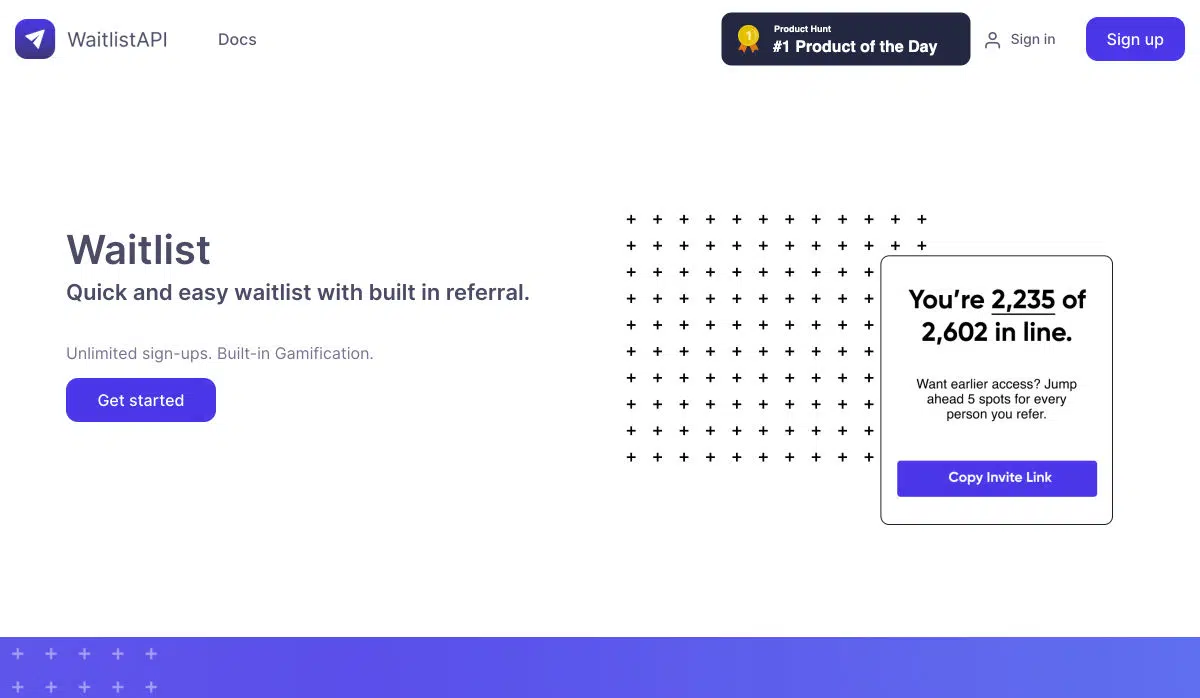 WaitlistAPI
Docs
1
Product Hunt
#1 Product of the Day
Sign in
Sign up
Waitlist
Quick and easy waitlist with built in referral.
Unlimited sign-ups. Built-in Gamification.
Get started
You’re 2,235 of
2,602 in line.
Want earlier access? Jump
ahead 5 spots for every
person you refer.
Copy Invite Link